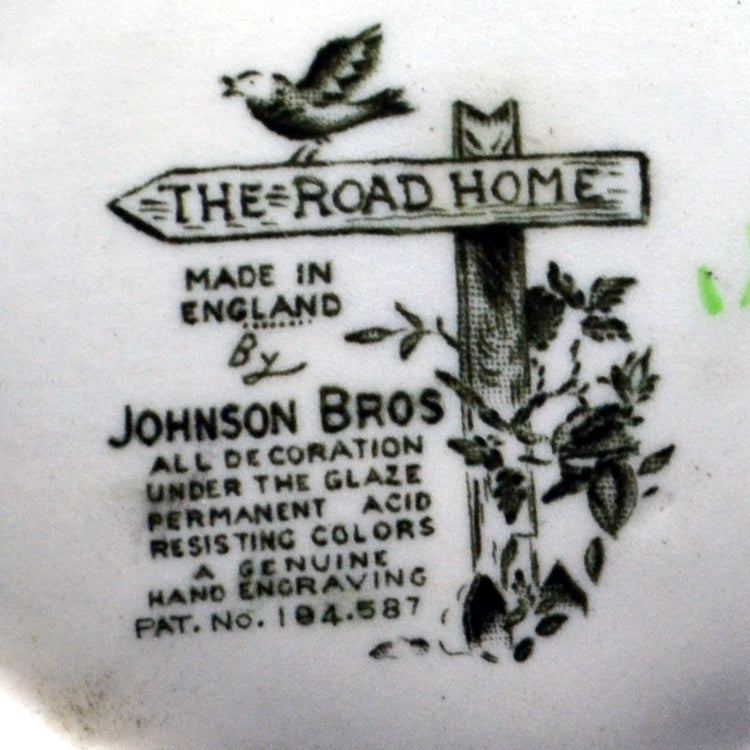 THE ROAD HOME
MADE IN
ENGLAND
By
JOHNSON BROS
ALL DECORATION
UNDER THE GLAZE
PERMANENT ACID
RESISTING COLORS
A GENUINE
HAND ENGRAVING
PAT. NO. 164.587